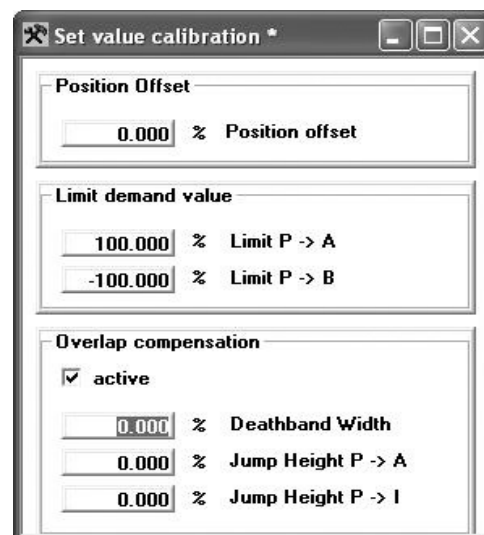 Set value calibration *
Position Offset
0.000 % Position offset
Limit demand value
100.000 % Limit P -> A
-100.000 % Limit P -> B
Overlap compensation
active
0.000 % Deathband Width
0.000 % Jump Height P -> A
0.000 % Jump Height P -> I